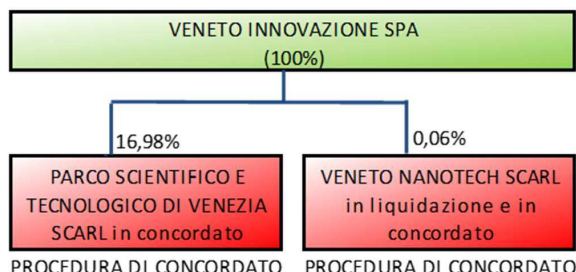 VENETO INNOVAZIONE SPA
(100%)
16,98%
0,06%
PARCO SCIENTIFICO E
TECNOLOGICO DI VENEZIA
SCARL in concordato
VENETO NANOTECH SCARL
in liquidazione e in
concordato
PROCEDURA DI CONCORDATO
PROCEDURA DI CONCORDATO